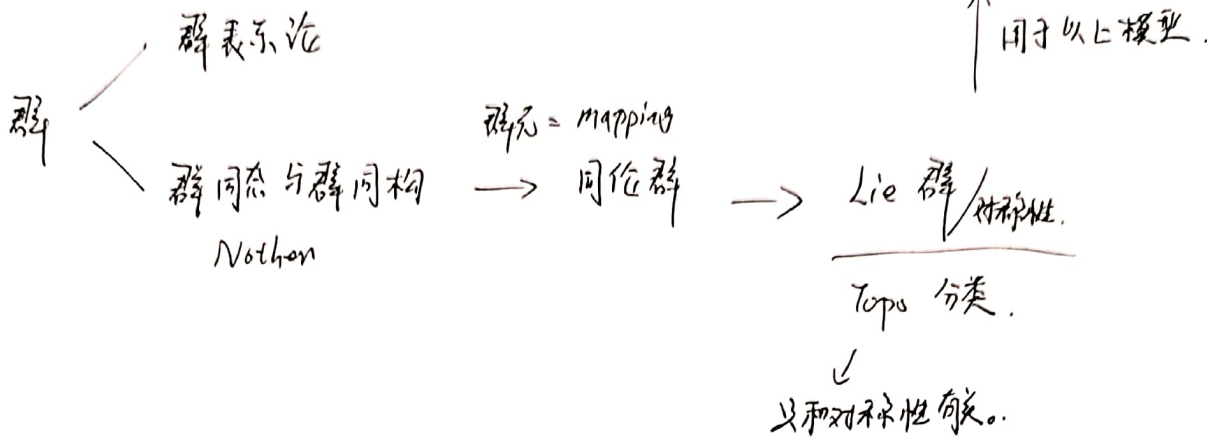 群表示论
用于以上模型.
群
群元 = mapping
群同态与群同构 → 同伦群 → Lie 群/对称性.
Nother
Topo 分类.
只和对称性有关。